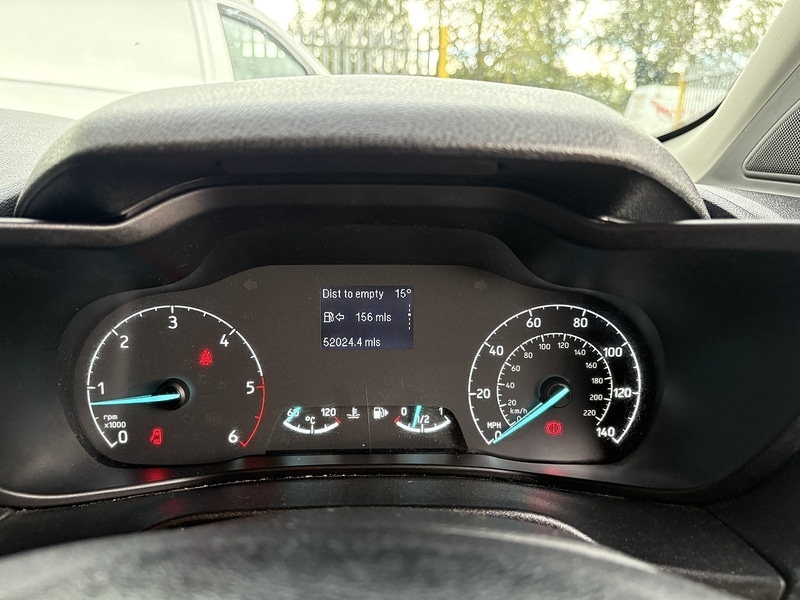 Dist to empty 15°
156 mls
52024.4 mls
0 1 2 3 4 5 6
rpm
x1000
60 °C 120
0 1/2 1
0 20 40 60 80 100 120 140
MPH
0 20 40 60 80 100 120 140 160 180 200 220
km/h